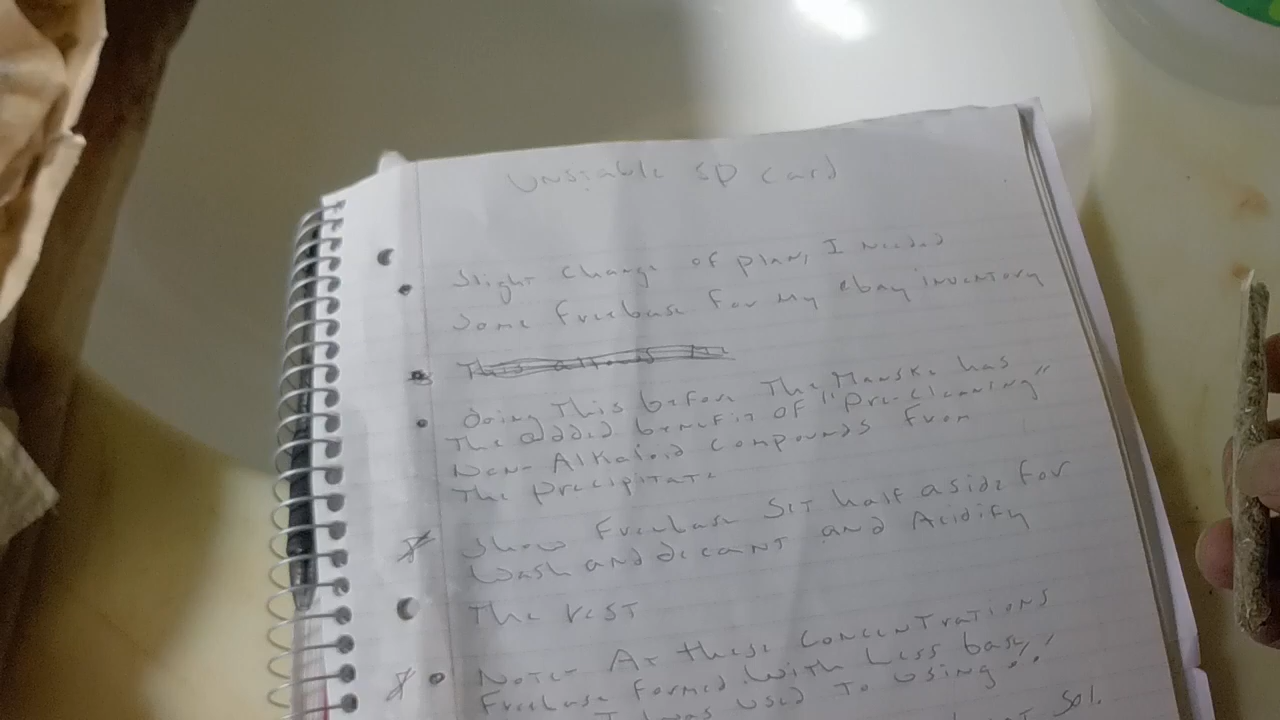 Unstable SD Card
Slight Change of plan, I needed
Some freebase for my ebay inventory
Doing This before The Manske has
The added benefit of "pre-cleaning"
Non-Alkaloid compounds from
The precipitate
Show Freebase Set half aside for
Wash and decant and Acidify
The rest
Note- At these concentrations
Freebase formed with Less base,
I was used To using"
Sol.